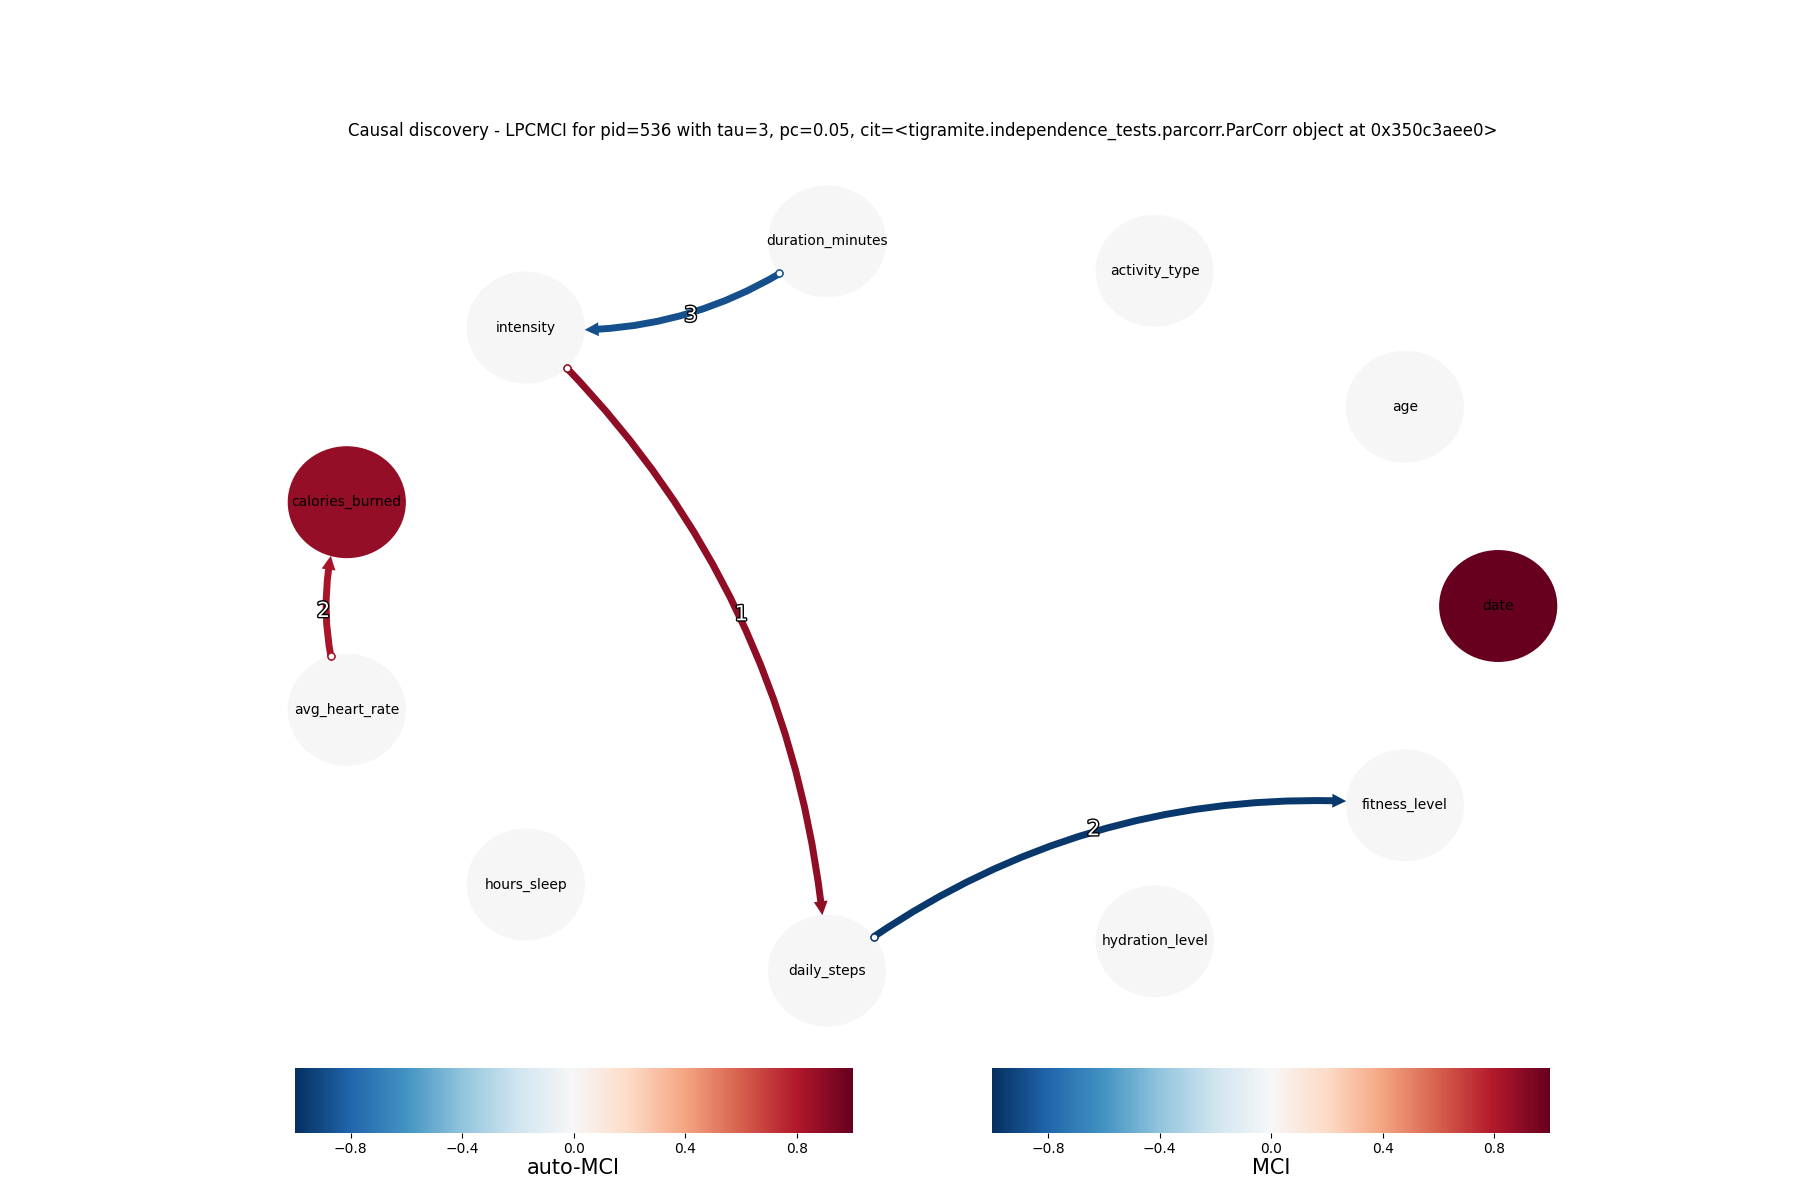 Causal discovery - LPCMCI for pid=536 with tau=3, pc=0.05, cit=<tigramite.independence_tests.parcorr.ParCorr object at 0x350c3aee0>
duration_minutes
activity_type
3
intensity
age
calories_burned
date
2
1
avg_heart_rate
fitness_level
2
hours_sleep
hydration_level
daily_steps
−0.8 −0.4 0.0 0.4 0.8
auto-MCI
−0.8 −0.4 0.0 0.4 0.8
MCI